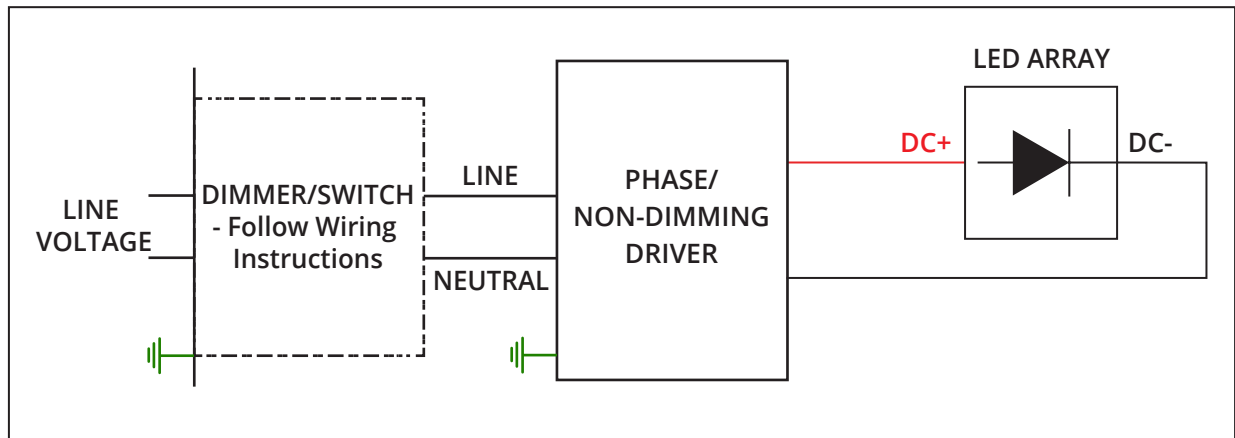 LINE
VOLTAGE
DIMMER/SWITCH
- Follow Wiring
Instructions
LINE
NEUTRAL
PHASE/
NON-DIMMING
DRIVER
LED ARRAY
DC+
DC-